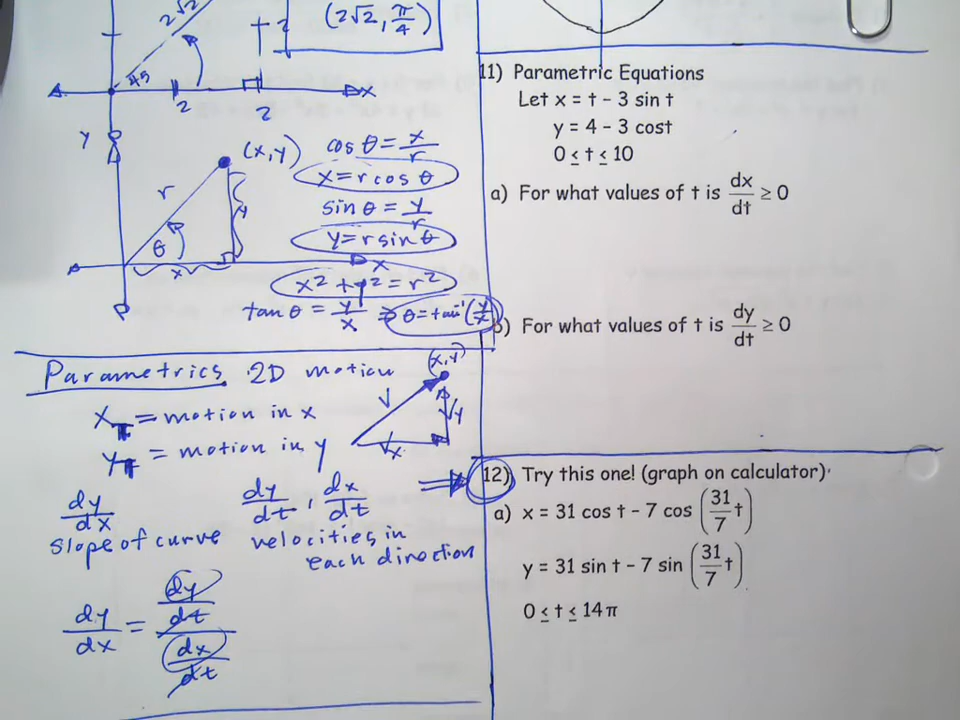 2√2
(2√2, π/4)
45
2
2
x
y
(x,y)
r
θ
y
x
x
cos θ = x/r
x = r cos θ
sin θ = y/r
y = r sin θ
x² + y² = r²
tan θ = y/x ⇒ θ = tan⁻¹(y/x)
Parametrics 2D motion
x_T = motion in x
y_T = motion in y
(x,y)
V
Vy
Vx
dy/dx
slope of curve
dy/dt, dx/dt
velocities in
each direction
dy/dx = (dy/dt)/(dx/dt)
11) Parametric Equations
Let x = t - 3 sin t
y = 4 - 3 cost
0 ≤ t ≤ 10
a) For what values of t is dx/dt ≥ 0
b) For what values of t is dy/dt ≥ 0
12) Try this one! (graph on calculator)
a) x = 31 cos t - 7 cos (31/7 t)
y = 31 sin t - 7 sin (31/7 t)
0 ≤ t ≤ 14π